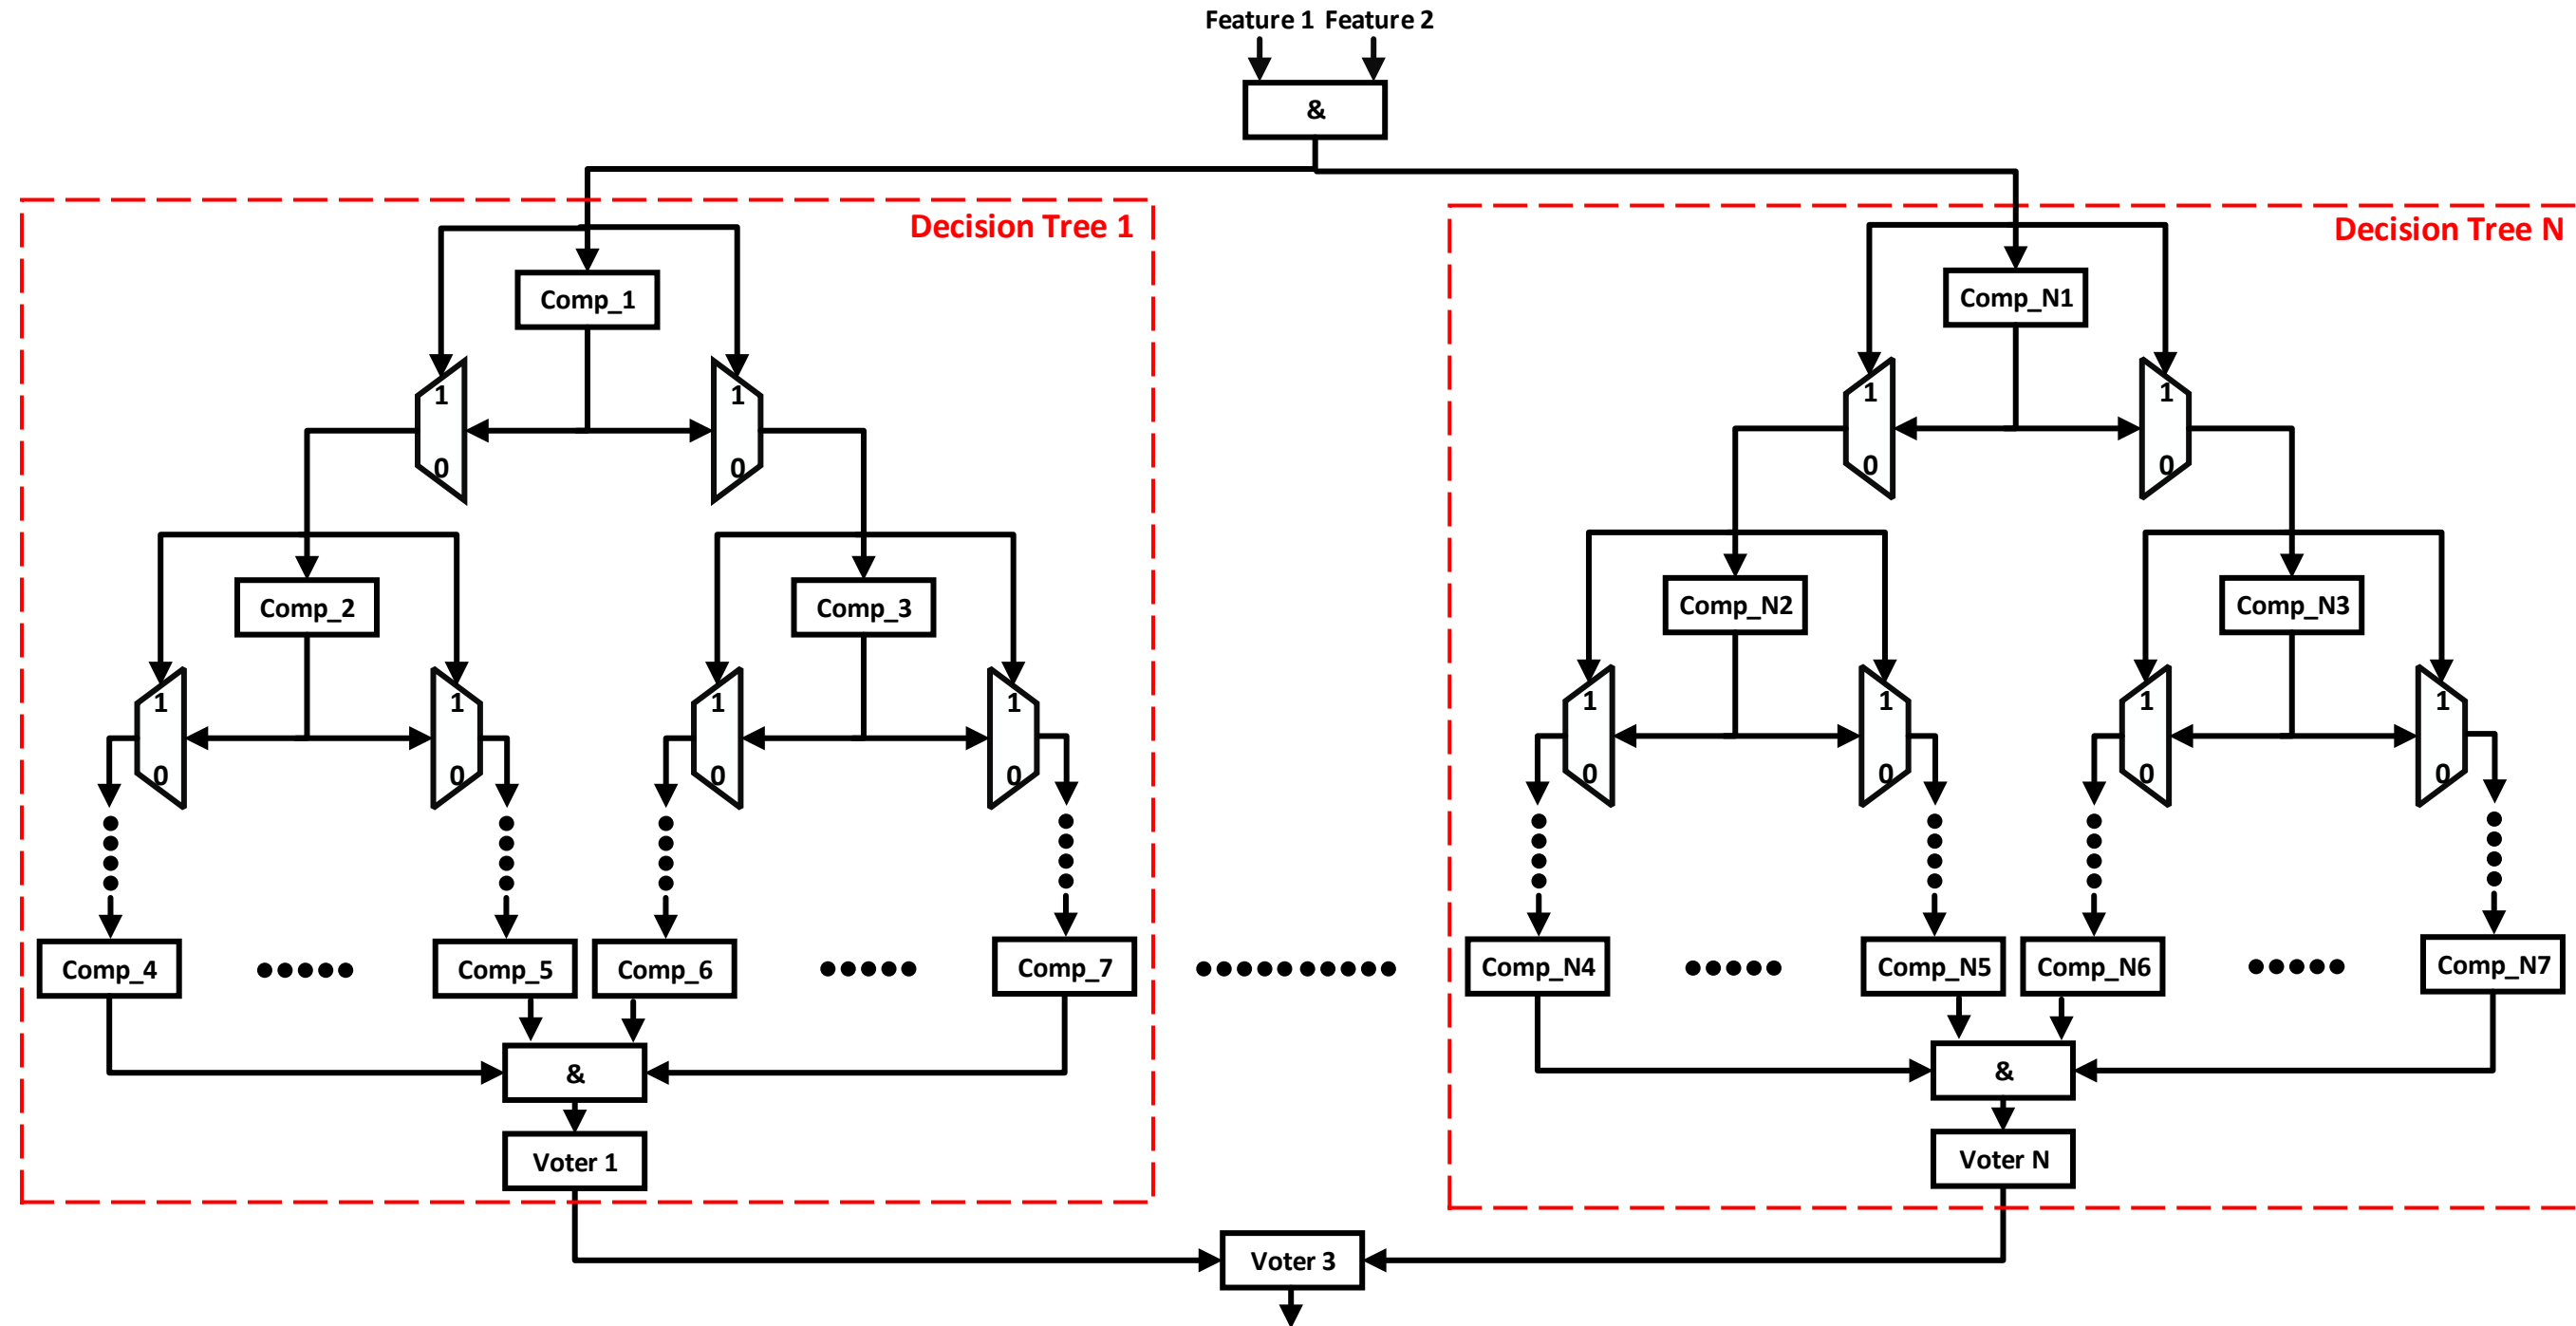 Feature 1 Feature 2
&
Decision Tree 1
Decision Tree N
Comp_1
Comp_N1
1
1
1
1
0
0
0
0
Comp_2
Comp_3
Comp_N2
Comp_N3
1
1
1
1
1
1
1
1
0
0
0
0
0
0
0
0
Comp_4
Comp_5
Comp_6
Comp_7
Comp_N4
Comp_N5
Comp_N6
Comp_N7
&
&
Voter 1
Voter N
Voter 3